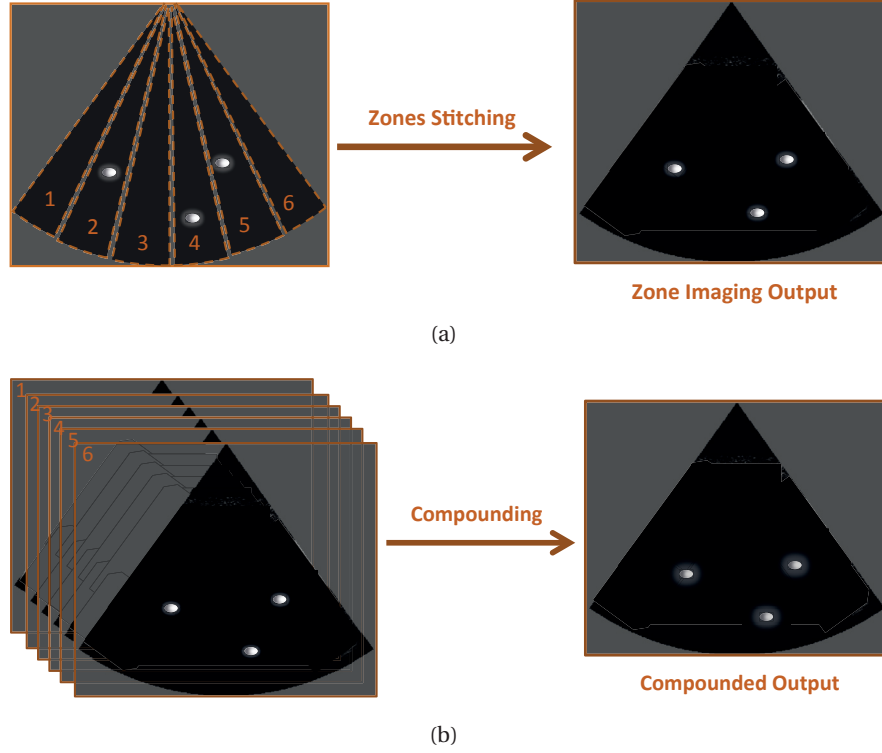 Zones Stitching
1
2
3
4
5
6
Zone Imaging Output
(a)
1
2
3
4
5
6
Compounding
Compounded Output
(b)